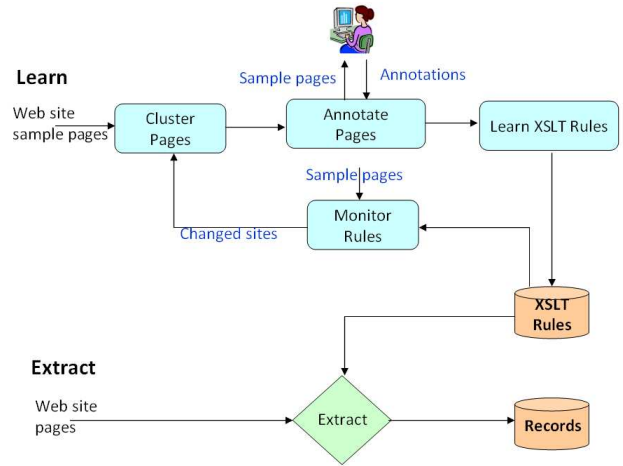 Learn
Sample pages
Annotations
Web site
sample pages
Cluster
Pages
Annotate
Pages
Learn XSLT Rules
Sample pages
Monitor
Rules
Changed sites
XSLT
Rules
Extract
Web site
pages
Extract
Records